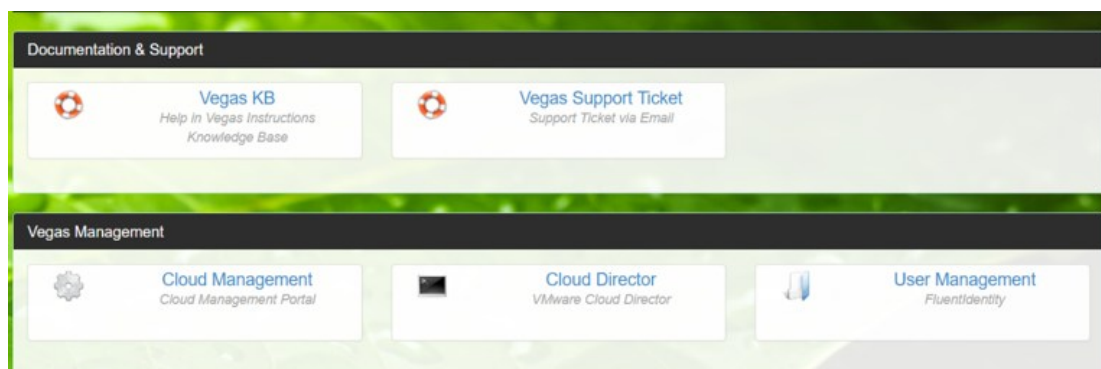 Documentation & Support
Vegas KB
Help in Vegas Instructions
Knowledge Base
Vegas Support Ticket
Support Ticket via Email
Vegas Management
Cloud Management
Cloud Management Portal
Cloud Director
VMware Cloud Director
User Management
FluentIdentity